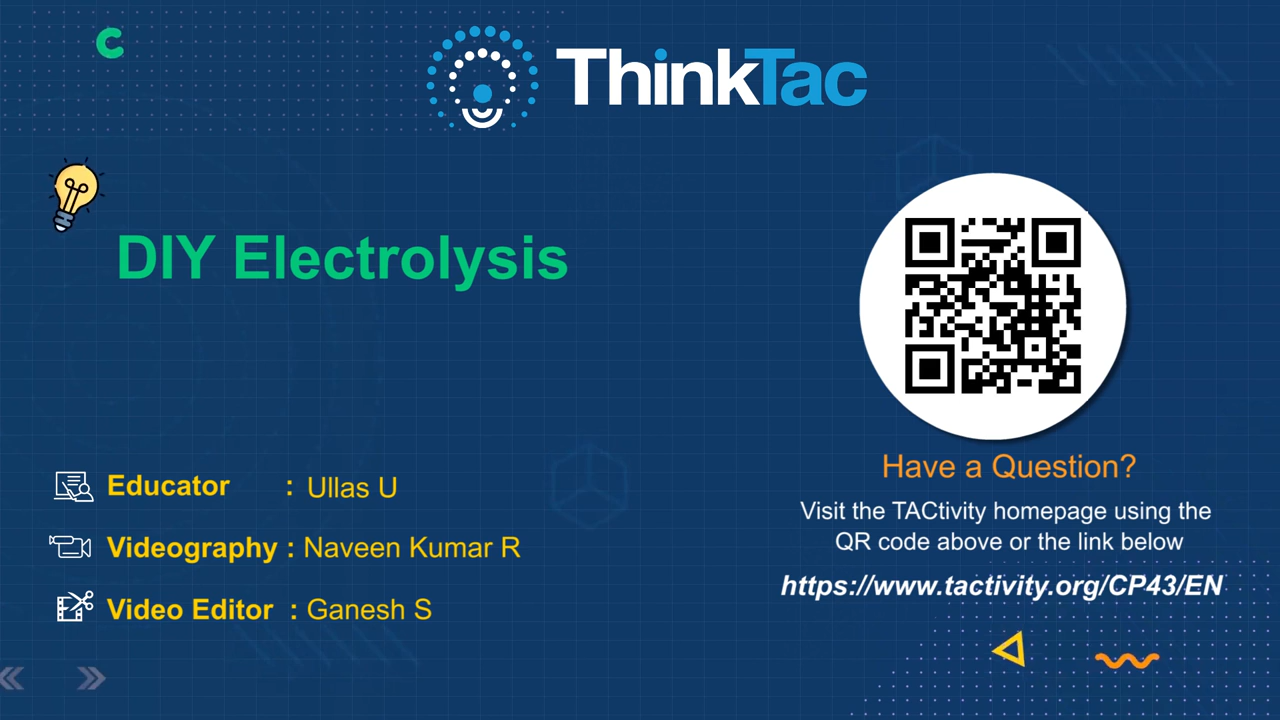 ThinkTac
DIY Electrolysis
Educator : Ullas U
Videography : Naveen Kumar R
Video Editor : Ganesh S
Have a Question?
Visit the TACtivity homepage using the
QR code above or the link below
https://www.tactivity.org/CP43/EN